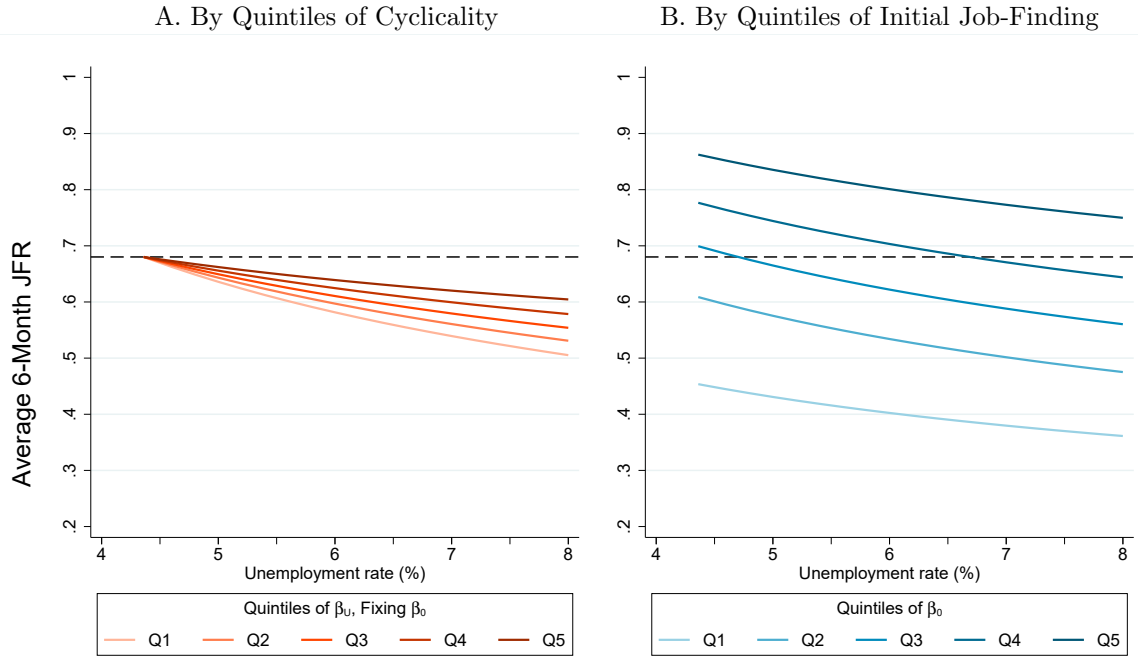 A. By Quintiles of Cyclicality
B. By Quintiles of Initial Job-Finding
Average 6-Month JFR
1
.9
.8
.7
.6
.5
.4
.3
.2
4 5 6 7 8
Unemployment rate (%)
Quintiles of βU, Fixing β0
Q1 Q2 Q3 Q4 Q5
1
.9
.8
.7
.6
.5
.4
.3
.2
4 5 6 7 8
Unemployment rate (%)
Quintiles of β0
Q1 Q2 Q3 Q4 Q5